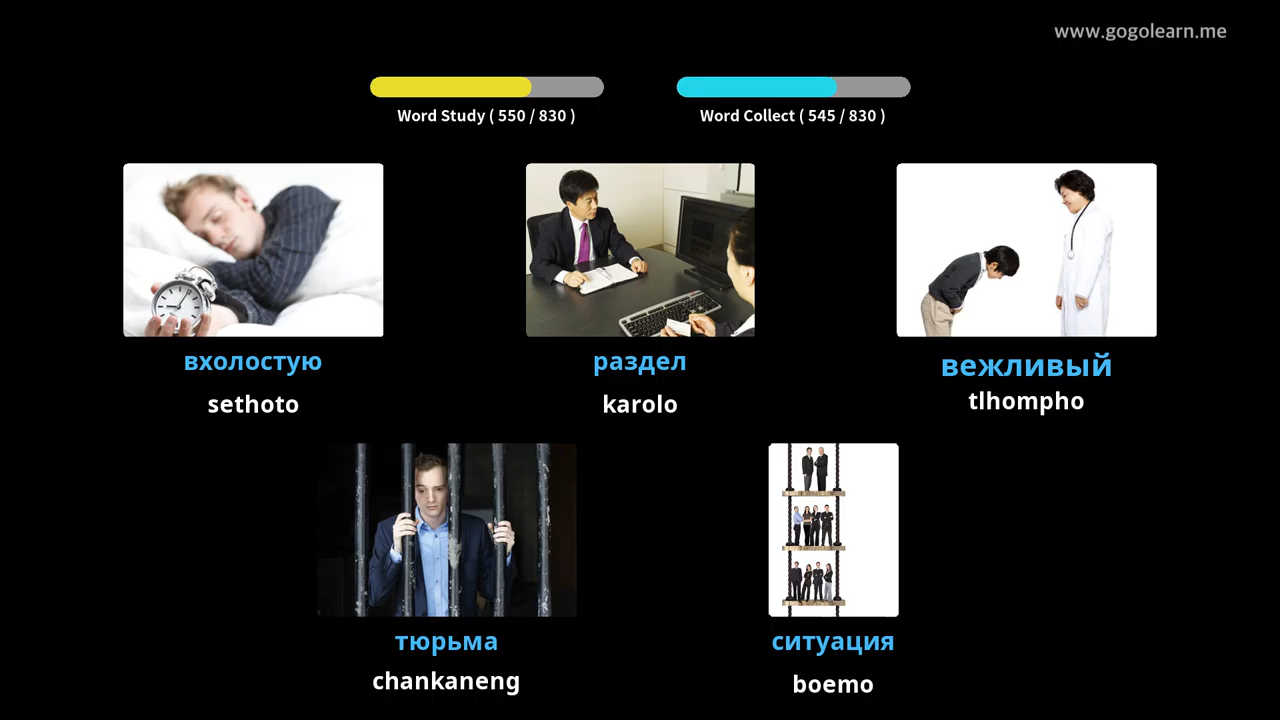 www.gogolearn.me
Word Study ( 550 / 830 )
Word Collect ( 545 / 830 )
вхолостую
sethoto
раздел
karolo
вежливый
tlhompho
тюрьма
chankaneng
ситуация
boemo